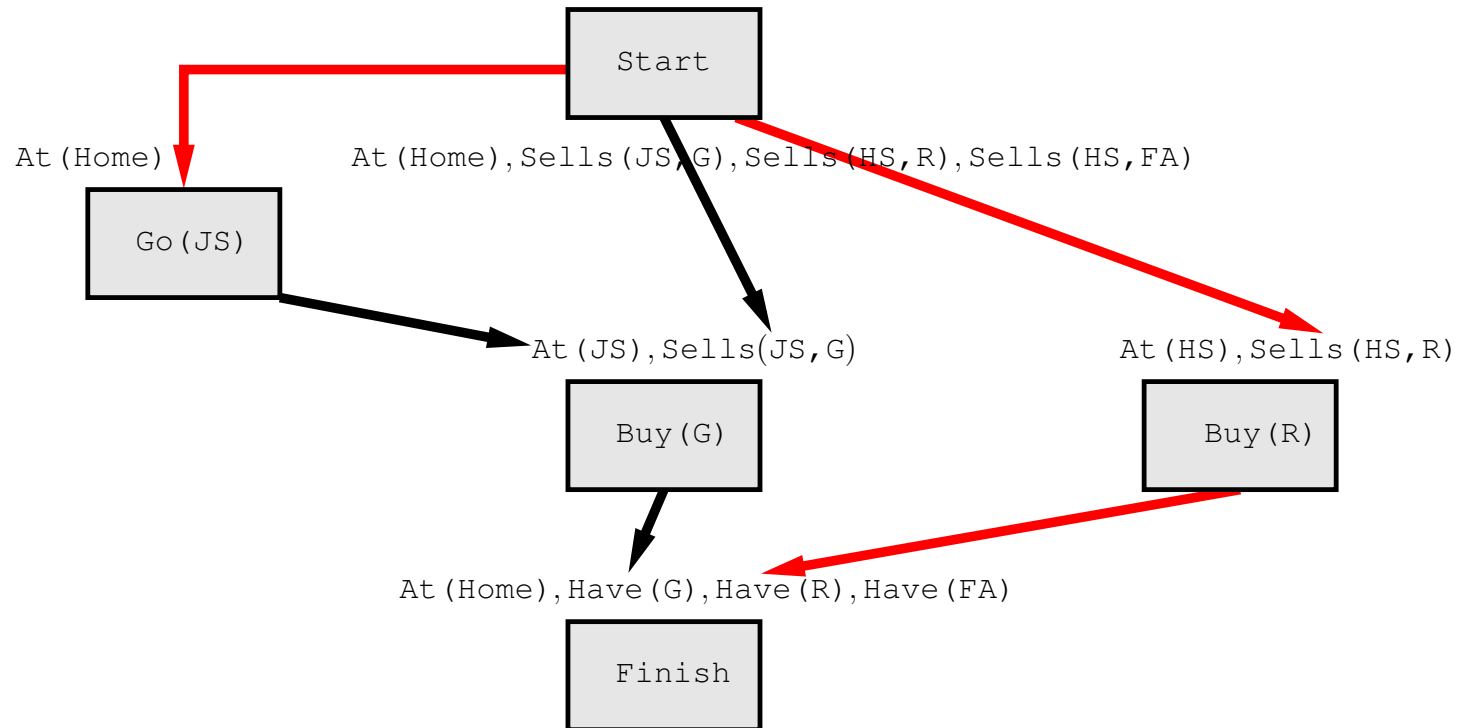 Start
At(Home)
At(Home),Sells(JS,G),Sells(HS,R),Sells(HS,FA)
Go(JS)
At(JS),Sells(JS,G)
At(HS),Sells(HS,R)
Buy(G)
Buy(R)
At(Home),Have(G),Have(R),Have(FA)
Finish